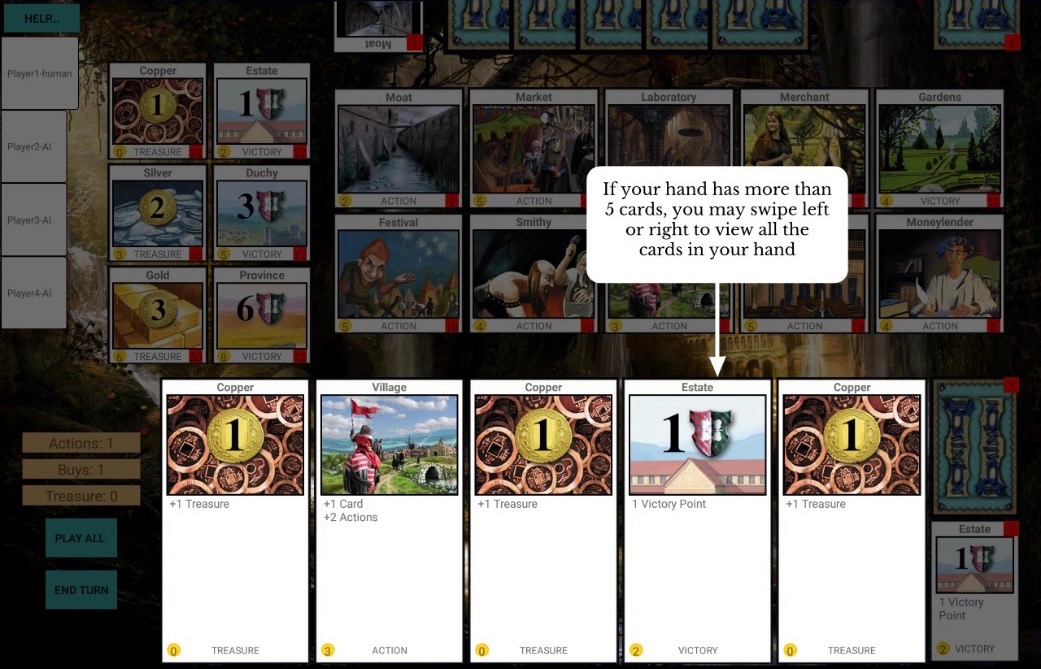 HELP...
Moat
Player1-human
Player2-AI
Player3-AI
Player4-AI
Copper
1
0 TREASURE
Estate
1
2 VICTORY
Silver
2
3 TREASURE
Duchy
3
5 VICTORY
Gold
3
6 TREASURE
Province
6
8 VICTORY
Moat
2 ACTION
Market
5 ACTION
Laboratory
Merchant
Gardens
4 VICTORY
Festival
5 ACTION
Smithy
4 ACTION
3 ACTION
5 ACTION
Moneylender
4 ACTION
If your hand has more than
5 cards, you may swipe left
or right to view all the
cards in your hand
Actions: 1
Buys: 1
Treasure: 0
PLAY ALL
END TURN
Copper
1
+1 Treasure
0 TREASURE
Village
+1 Card
+2 Actions
3 ACTION
Copper
1
+1 Treasure
0 TREASURE
Estate
1
1 Victory Point
2 VICTORY
Copper
1
+1 Treasure
0 TREASURE
Estate
1
1 Victory
Point
2 VICTORY